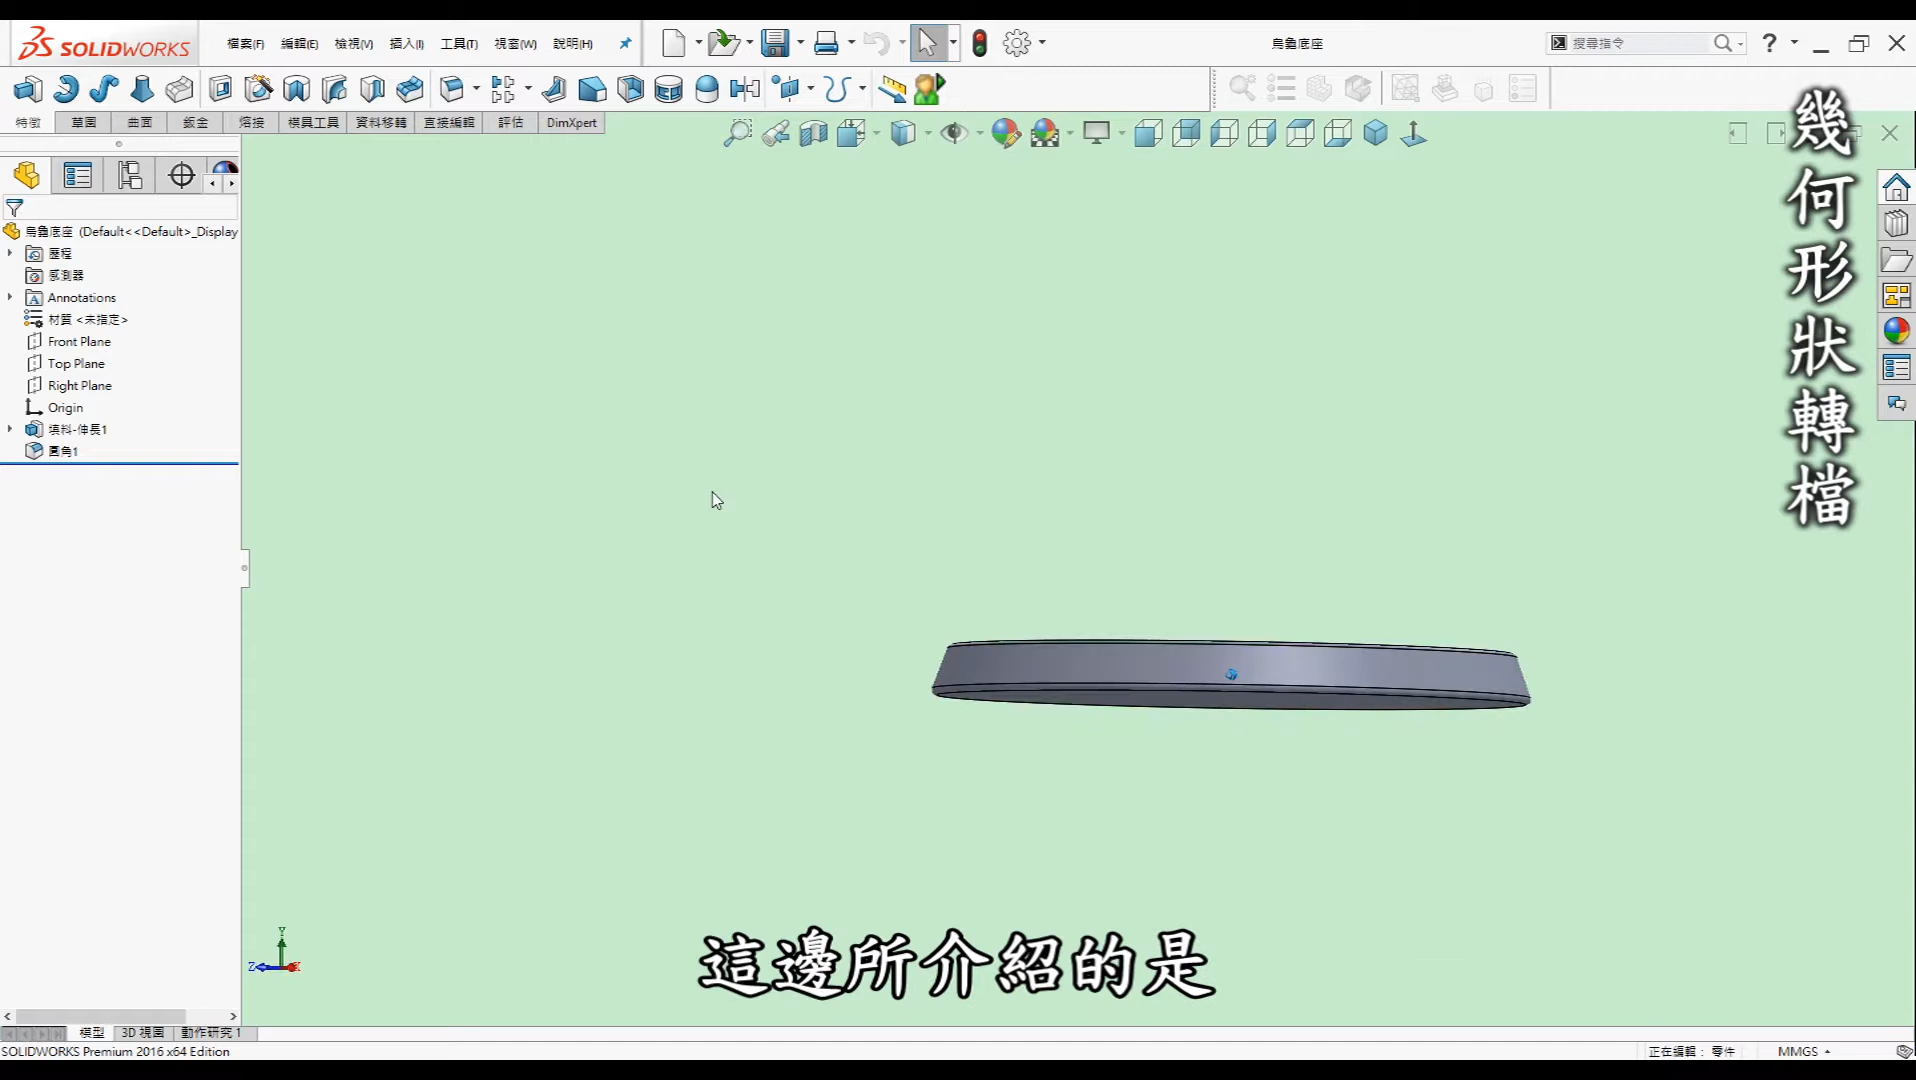 SOLIDWORKS
檔案(F) 編輯(E) 檢視(V) 插入(I) 工具(T) 視窗(W) 說明(H)
烏龜底座
搜尋指令
特徵 草圖 曲面 鈑金 熔接 模具工具 資料移轉 直接編輯 評估 DimXpert
烏龜底座 (Default<<Default>_Display
歷程
感測器
Annotations
材質 <未指定>
Front Plane
Top Plane
Right Plane
Origin
填料-伸長1
圓角1
幾何形狀轉檔
Y
Z X
這邊所介紹的是
模型 3D 視圖 動作研究 1
SOLIDWORKS Premium 2016 x64 Edition
正在編輯： 零件 MMGS